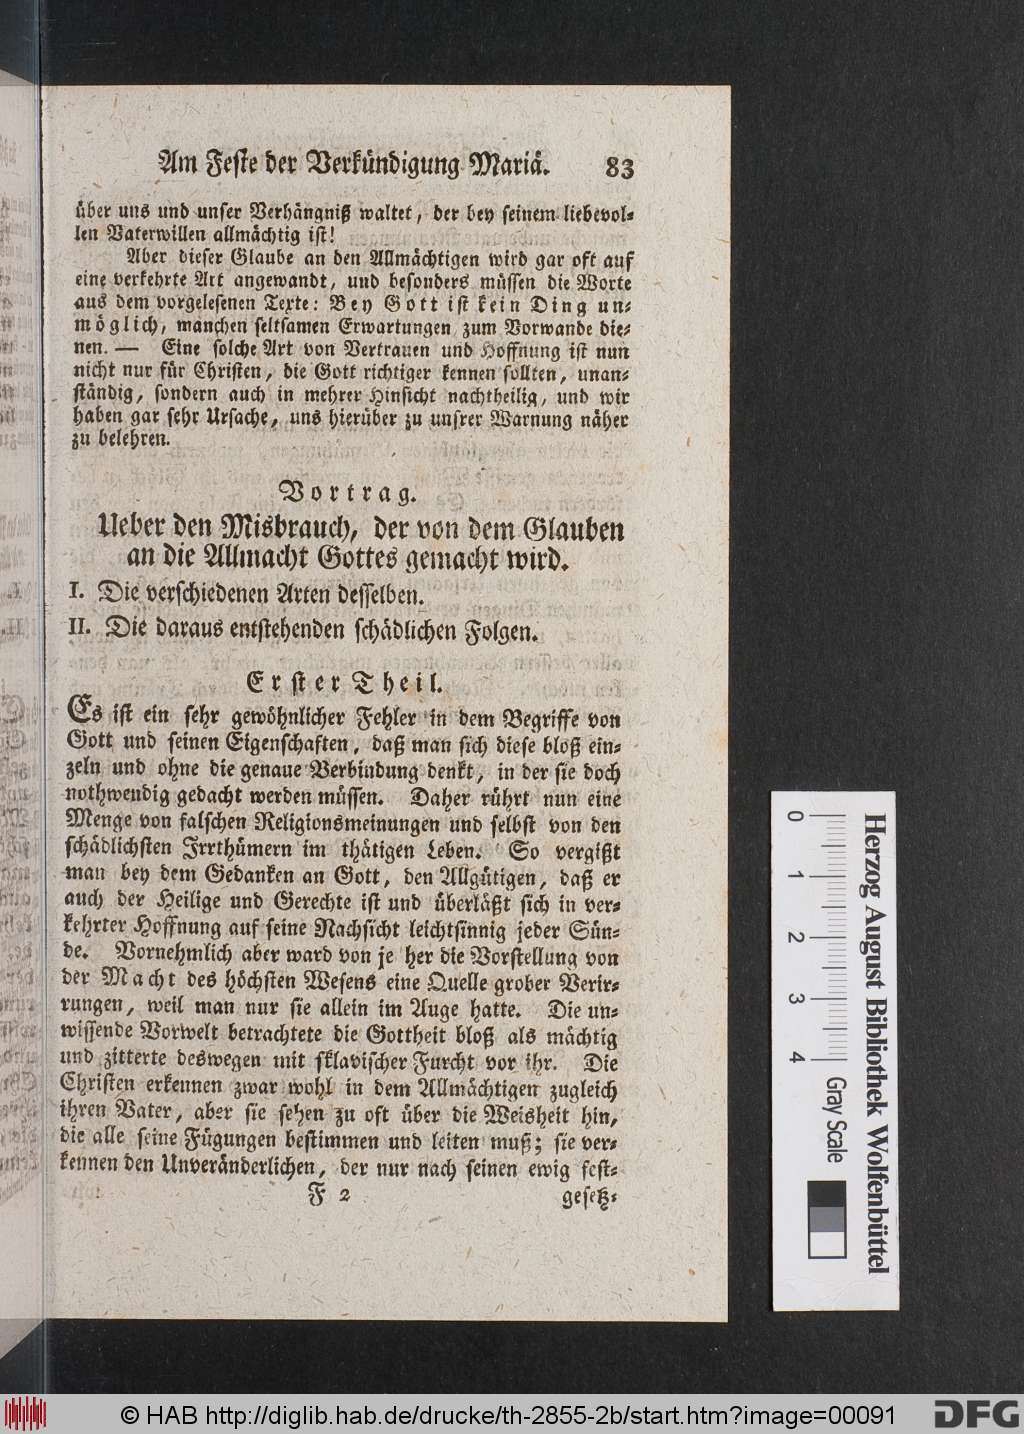 Am Feste der Verkündigung Mariä. 83
über uns und unser Verhängniß waltet, der bey seinem liebevol-
len Vaterwillen allmächtig ist!
Aber dieser Glaube an den Allmächtigen wird gar oft auf
eine verkehrte Art angewandt, und besonders müssen die Worte
aus dem vorgelesenen Texte: Bey Gott ist kein Ding un-
möglich, manchen seltsamen Erwartungen zum Vorwande die-
nen. — Eine solche Art von Vertrauen und Hoffnung ist nun
nicht nur für Christen, die Gott richtiger kennen sollten, unan-
ständig, sondern auch in mehrer Hinsicht nachtheilig, und wir
haben gar sehr Ursache, uns hierüber zu unsrer Warnung näher
zu belehren.
Vortrag.
Ueber den Misbrauch, der von dem Glauben
an die Allmacht Gottes gemacht wird.
I. Die verschiedenen Arten desselben.
II. Die daraus entstehenden schädlichen Folgen.
Erster Theil.
Es ist ein sehr gewöhnlicher Fehler in dem Begriffe von
Gott und seinen Eigenschaften, daß man sich diese bloß ein-
zeln und ohne die genaue Verbindung denkt, in der sie doch
nothwendig gedacht werden müssen. Daher rührt nun eine
Menge von falschen Religionsmeinungen und selbst von den
schädlichsten Irrthümern im thätigen Leben. So vergißt
man bey dem Gedanken an Gott, den Allgütigen, daß er
auch der Heilige und Gerechte ist und überläßt sich in ver-
kehrter Hoffnung auf seine Nachsicht leichtsinnig jeder Sün-
de. Vornehmlich aber ward von je her die Vorstellung von
der Macht des höchsten Wesens eine Quelle grober Verir-
rungen, weil man nur sie allein im Auge hatte. Die un-
wissende Vorwelt betrachtete die Gottheit bloß als mächtig
und zitterte deswegen mit sklavischer Furcht vor ihr. Die
Christen erkennen zwar wohl in dem Allmächtigen zugleich
ihren Vater, aber sie sehen zu oft über die Weisheit hin,
die alle seine Fügungen bestimmen und leiten muß; sie ver-
kennen den Unveränderlichen, der nur nach seinen ewig fest-
F 2 gesetz-
0 1 2 3 4 Gray Scale
Herzog August Bibliothek Wolfenbüttel
© HAB http://diglib.hab.de/drucke/th-2855-2b/start.htm?image=00091 DFG